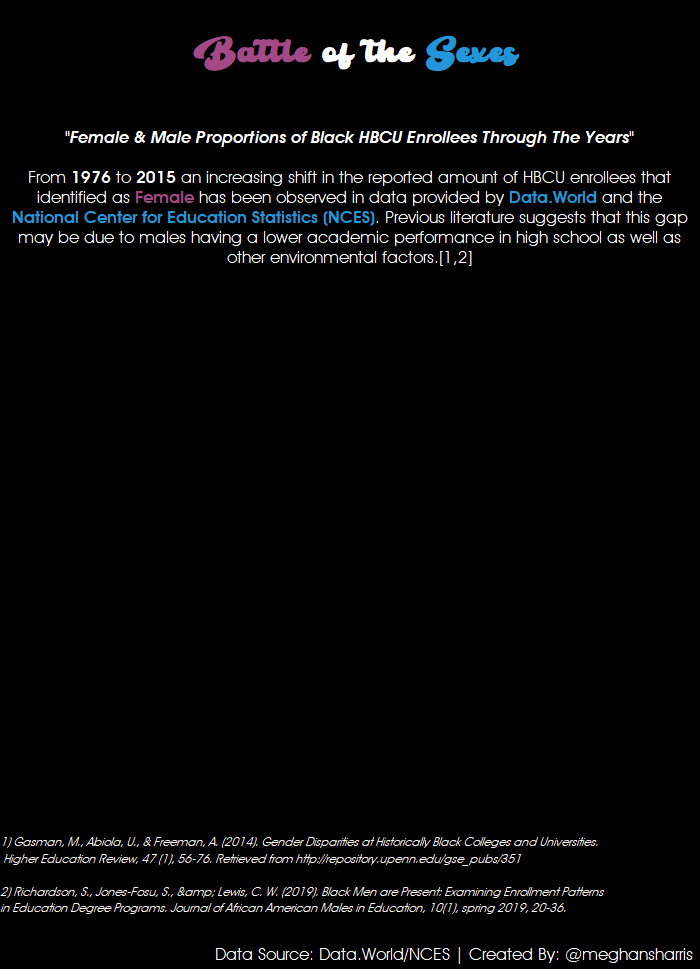 Battle of the Sexes
"Female & Male Proportions of Black HBCU Enrollees Through The Years"
From 1976 to 2015 an increasing shift in the reported amount of HBCU enrollees that
identified as Female has been observed in data provided by Data.World and the
National Center for Education Statistics (NCES). Previous literature suggests that this gap
may be due to males having a lower academic performance in high school as well as
other environmental factors.[1,2]
1) Gasman, M., Abiola, U., & Freeman, A. (2014). Gender Disparities at Historically Black Colleges and Universities.
Higher Education Review, 47 (1), 56-76. Retrieved from http://repository.upenn.edu/gse_pubs/351
2) Richardson, S., Jones-Fosu, S., &amp; Lewis, C. W. (2019). Black Men are Present: Examining Enrollment Patterns
in Education Degree Programs. Journal of African American Males in Education, 10(1), spring 2019, 20-36.
Data Source: Data.World/NCES | Created By: @meghansharris